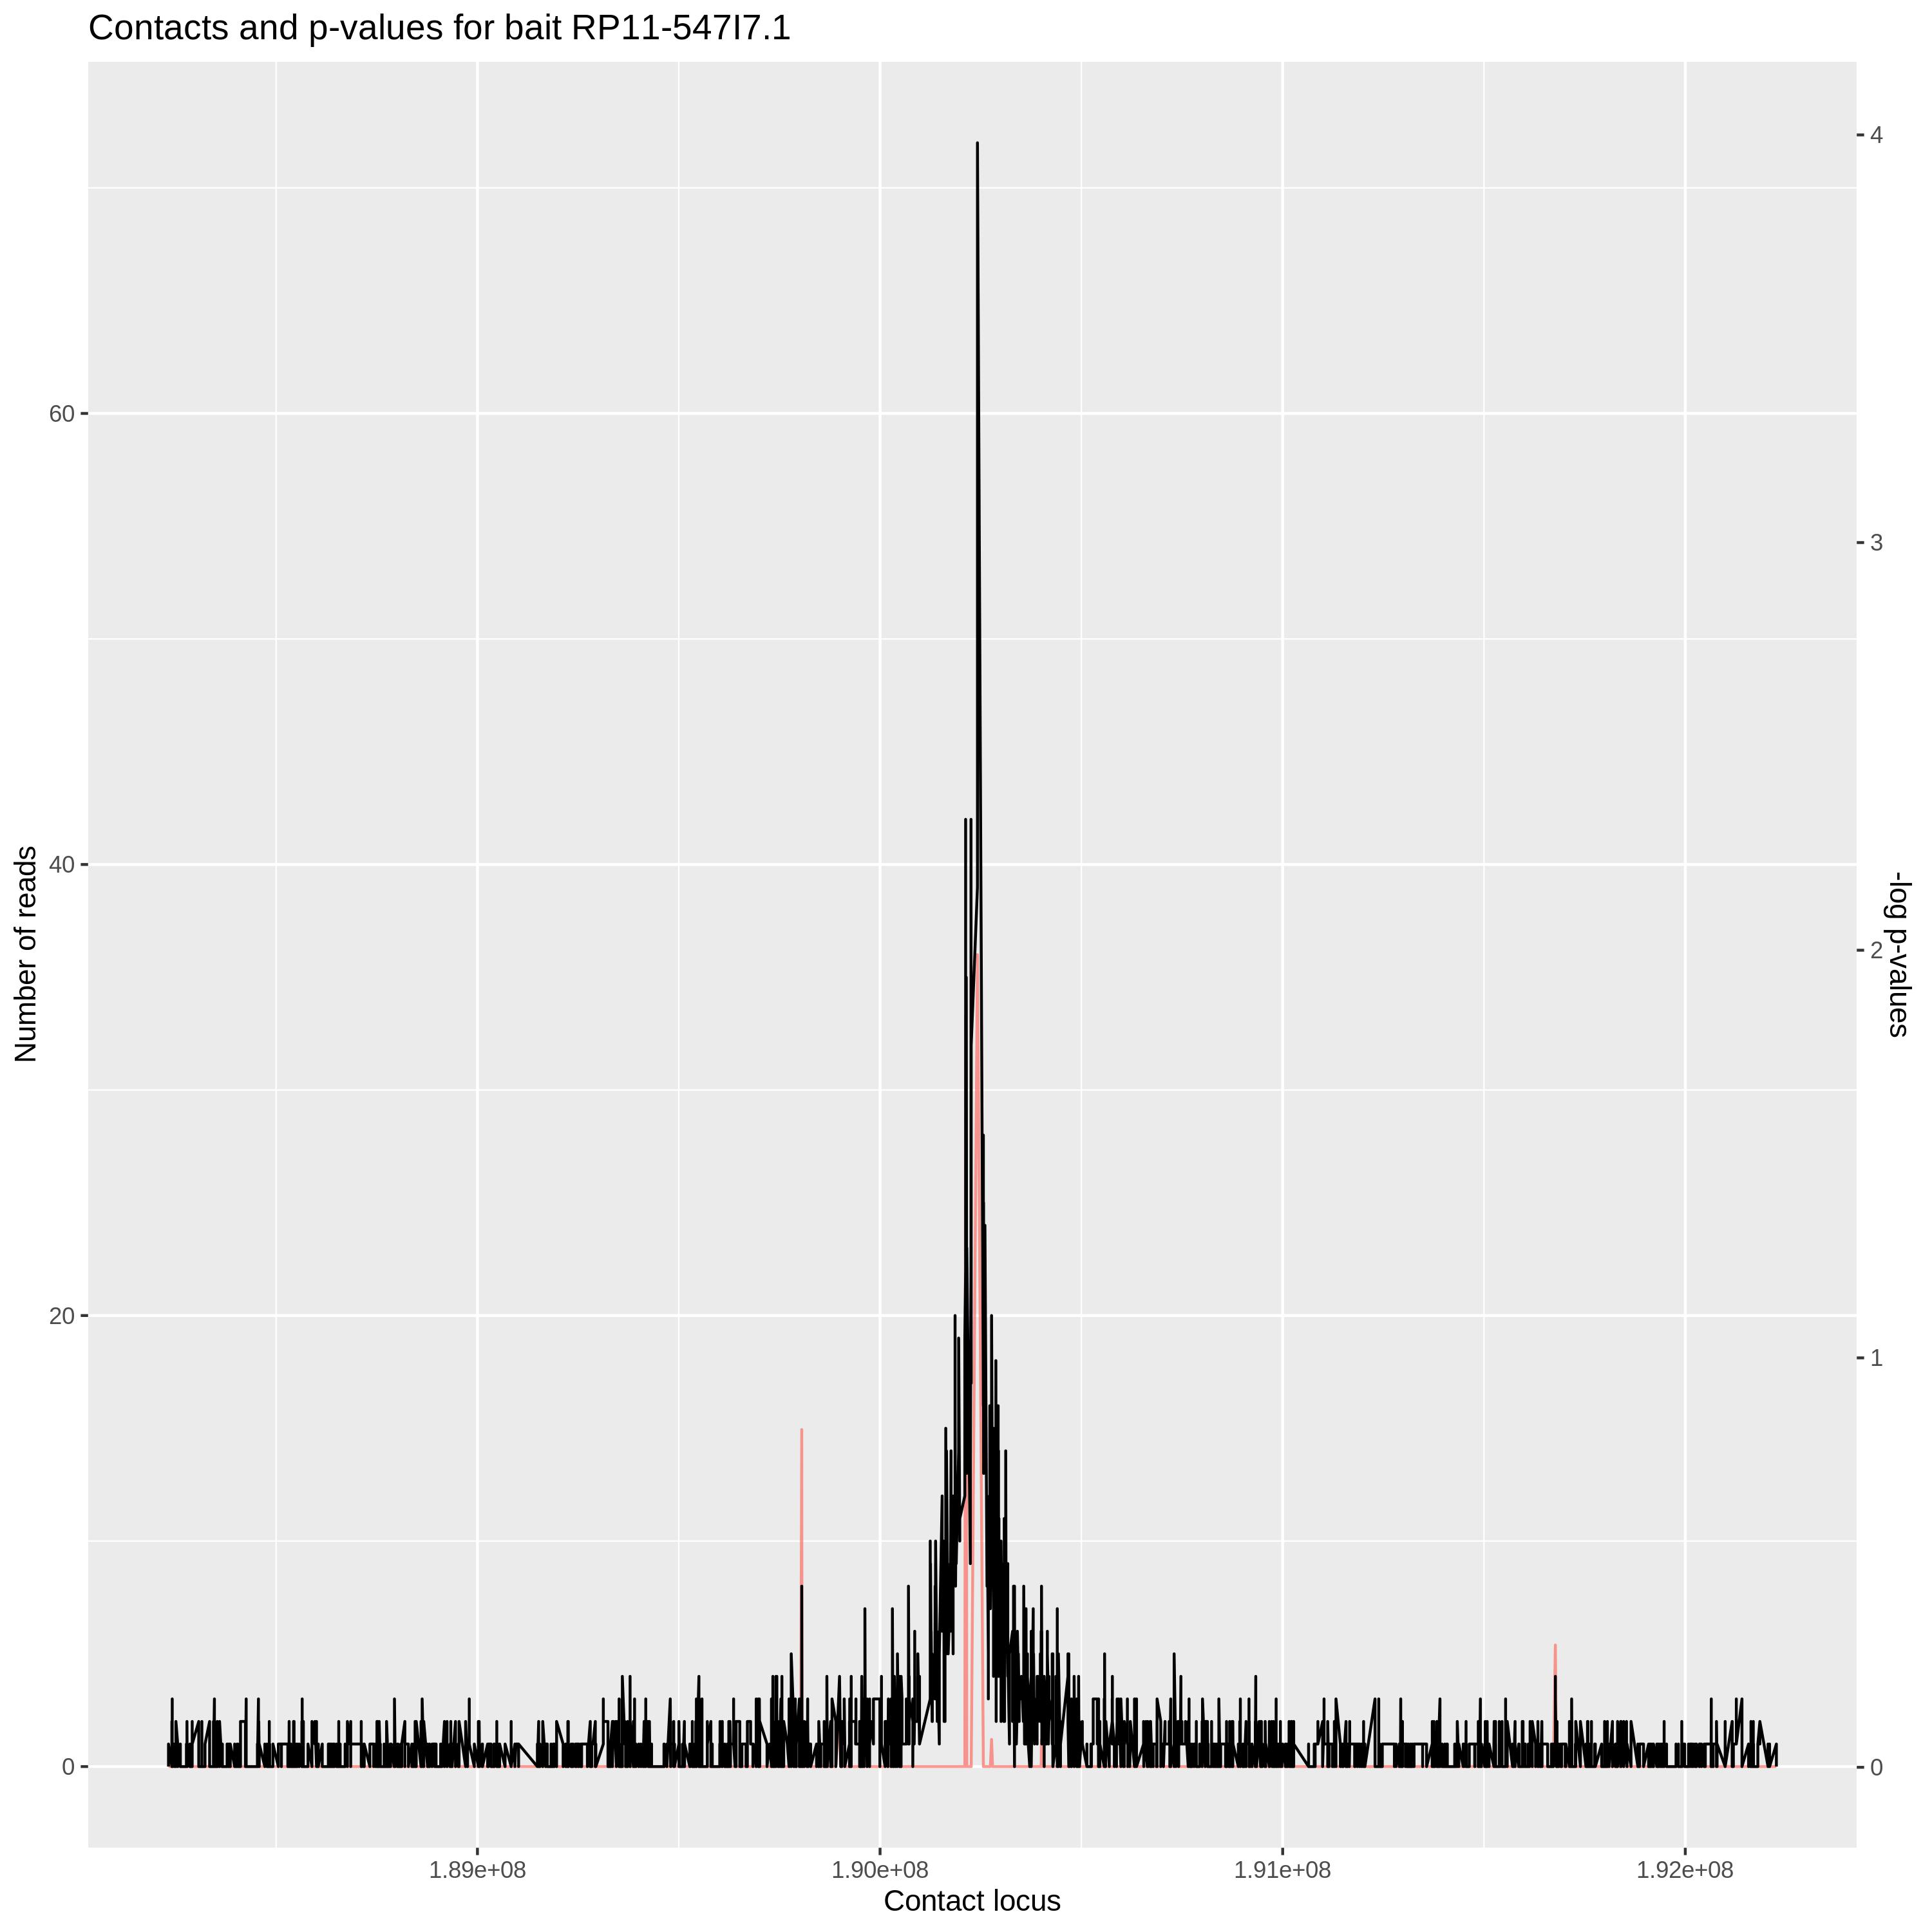 Contacts and p-values for bait RP11-547I7.1
Number of reads
60
40
20
0
4
3
2
1
0
-log p-values
1.89e+08
1.90e+08
1.91e+08
1.92e+08
Contact locus